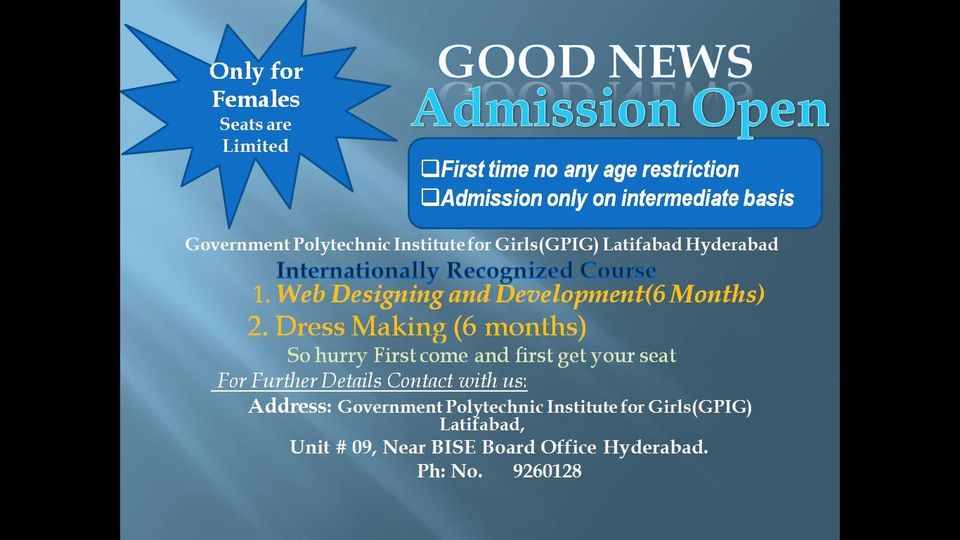 Only for
Females
Seats are
Limited
GOOD NEWS
Admission Open
❑First time no any age restriction
❑Admission only on intermediate basis
Government Polytechnic Institute for Girls(GPIG) Latifabad Hyderabad
Internationally Recognized Course
1. Web Designing and Development(6 Months)
2. Dress Making (6 months)
So hurry First come and first get your seat
For Further Details Contact with us:
Address: Government Polytechnic Institute for Girls(GPIG)
Latifabad,
Unit # 09, Near BISE Board Office Hyderabad.
Ph: No. 9260128